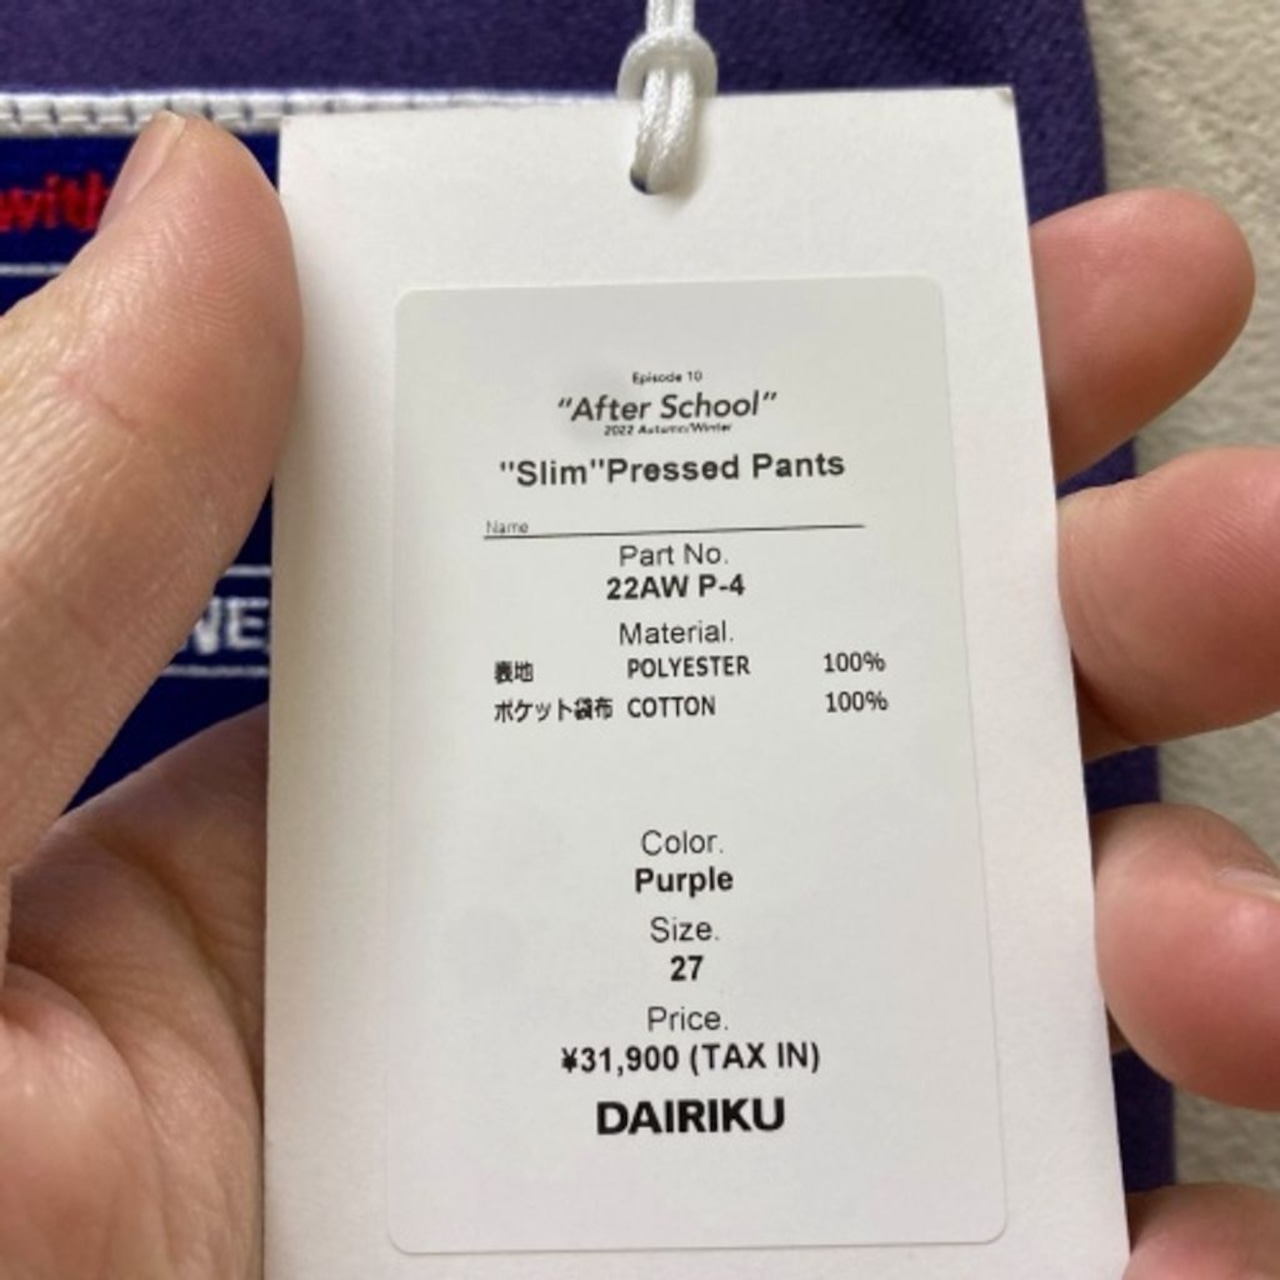 with
NE
Episode 10
“After School”
2022 Autumn/Winter
"Slim"Pressed Pants
Name
Part No.
22AW P-4
Material.
表地 POLYESTER 100%
ポケット袋布 COTTON 100%
Color.
Purple
Size.
27
Price.
¥31,900 (TAX IN)
DAIRIKU